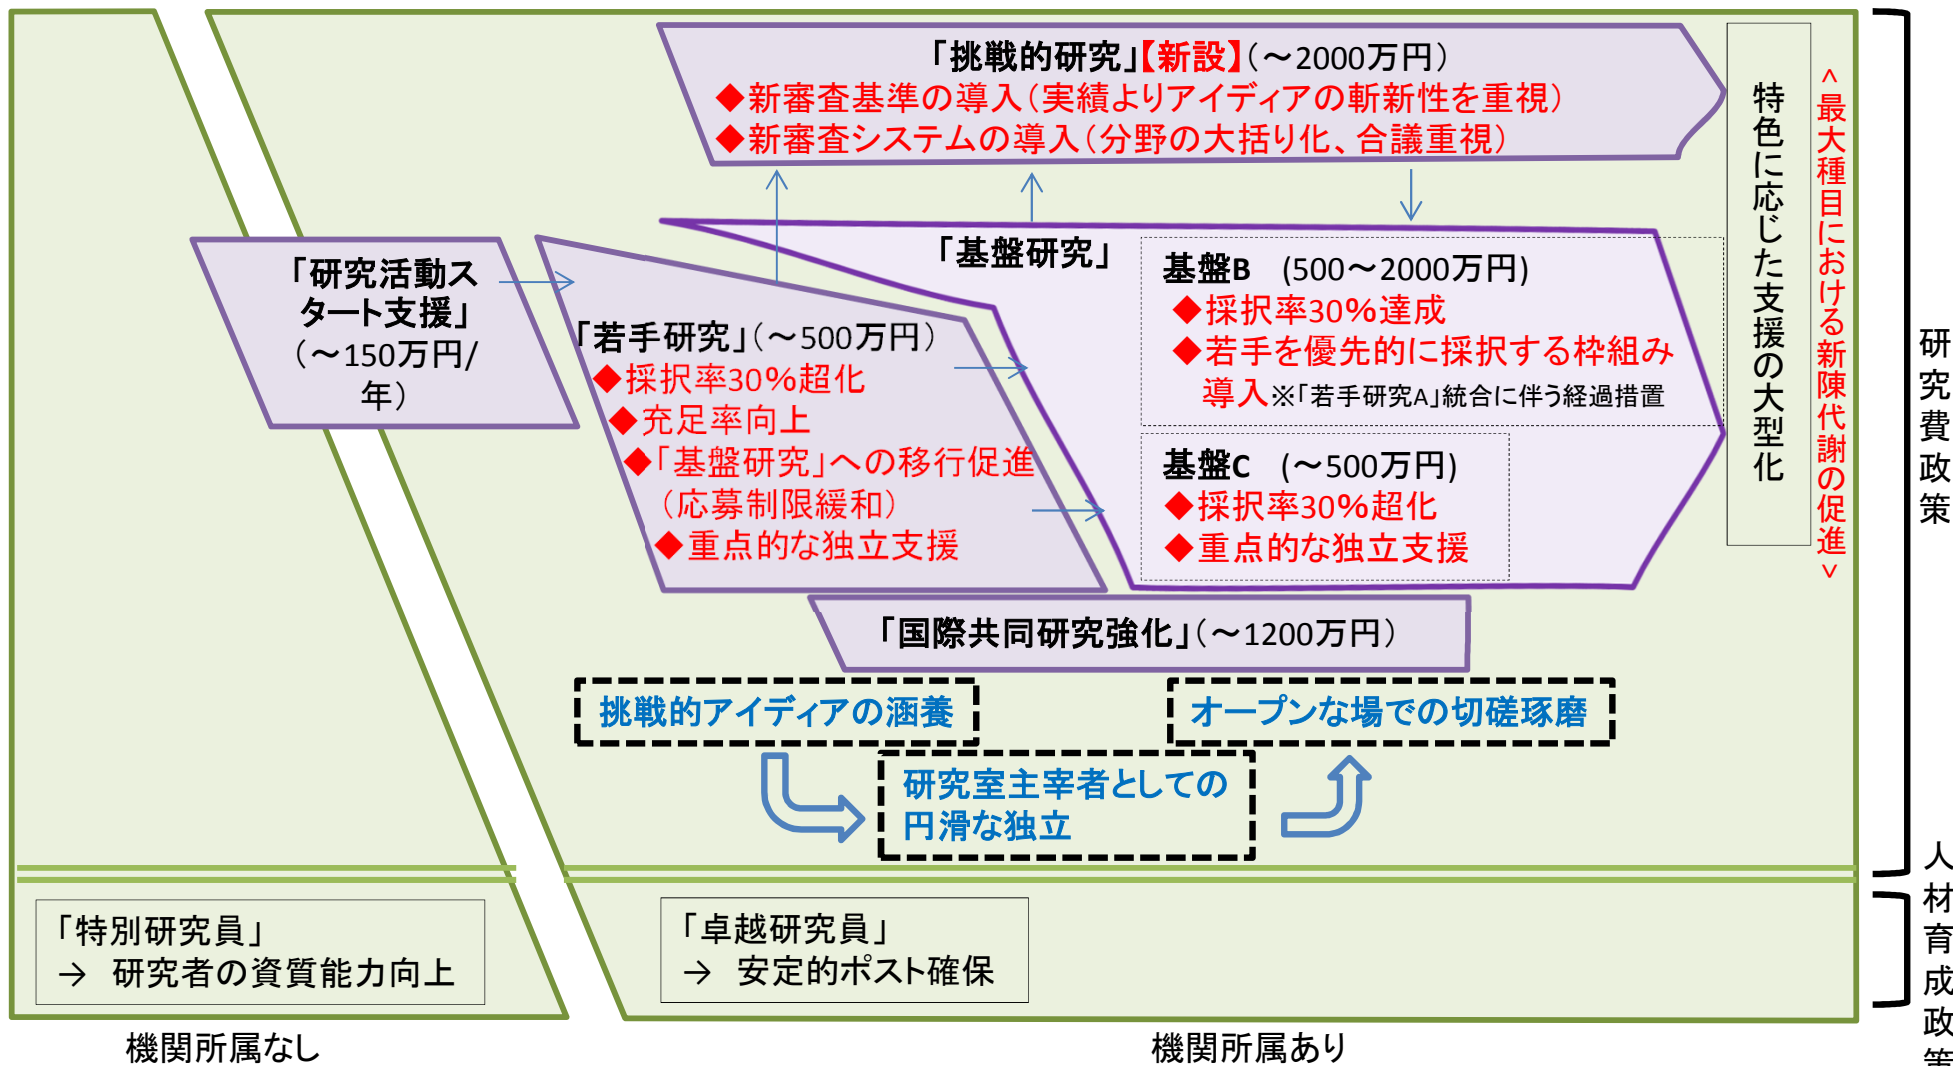 「挑戦的研究」【新設】（～2000万円）
◆新審査基準の導入（実績よりアイディアの斬新性を重視）
◆新審査システムの導入（分野の大括り化、合議重視）
「研究活動ス
タート支援」
（～150万円/
年）
「若手研究」（～500万円）
◆採択率30%超化
◆充足率向上
◆「基盤研究」への移行促進
（応募制限緩和）
◆重点的な独立支援
「基盤研究」
基盤B　(500～2000万円)
◆採択率30%達成
◆若手を優先的に採択する枠組み
導入※「若手研究A」統合に伴う経過措置
基盤C　(～500万円)
◆採択率30%超化
◆重点的な独立支援
特色に応じた支援の大型化
<最大種目における新陳代謝の促進>
「国際共同研究強化」（～1200万円）
挑戦的アイディアの涵養
オープンな場での切磋琢磨
研究室主宰者としての
円滑な独立
研究費政策
「特別研究員」
→ 研究者の資質能力向上
「卓越研究員」
→ 安定的ポスト確保
人材育成政策
機関所属なし
機関所属あり